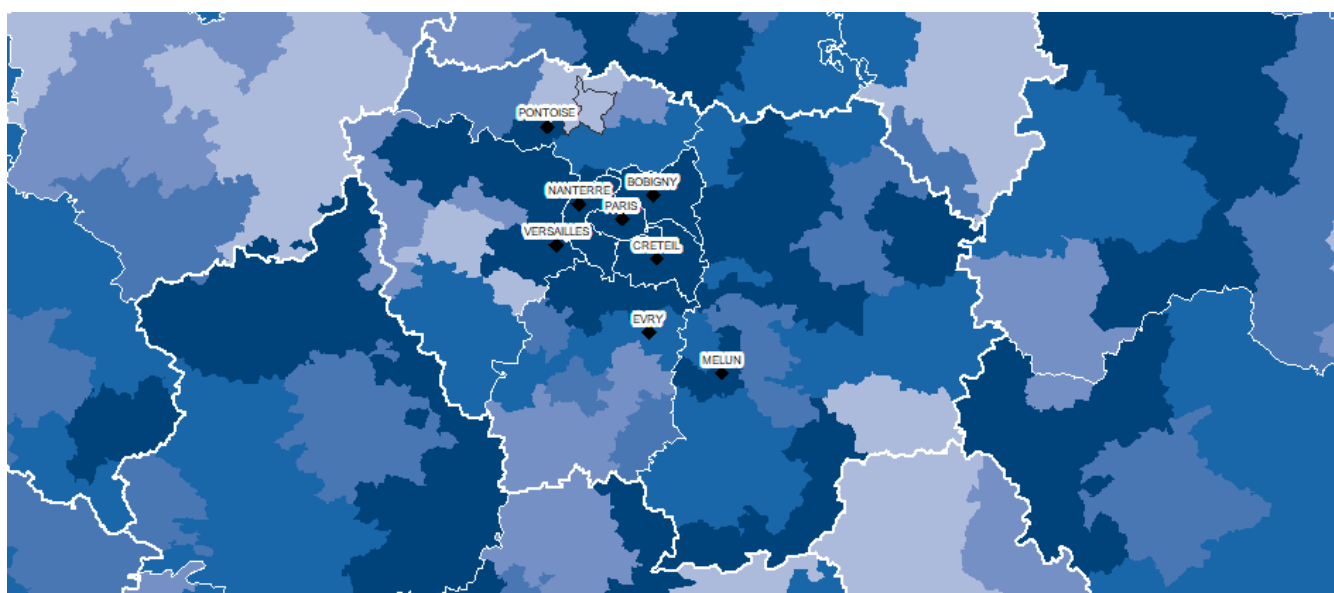 PONTOISE
BOBIGNY
NANTERRE
PARIS
VERSAILLES
CRETEIL
EVRY
MELUN